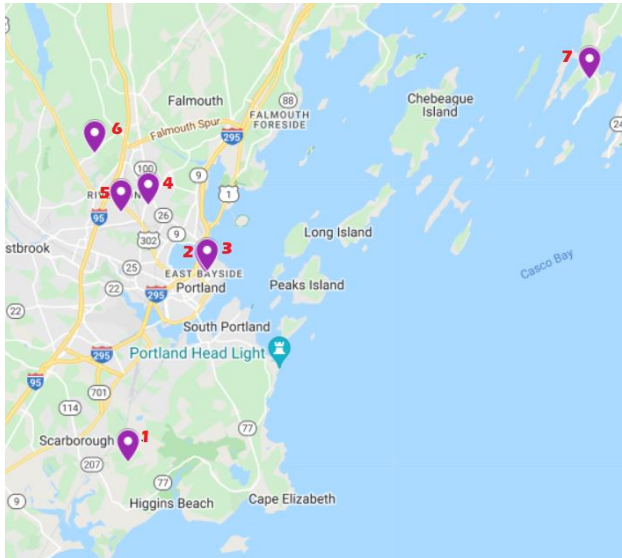 7
Falmouth
88
Chebeague
Island
FALMOUTH
FORESIDE
6
Falmouth Spur
295
24
100
4
9
1
5
95
26
Long Island
302
9
2
3
Casco Bay
25
EAST BAYSIDE
Portland
Peaks Island
22
295
22
South Portland
295
Portland Head Light
95
701
114
77
Scarborough
1
207
77
9
Higgins Beach
Cape Elizabeth